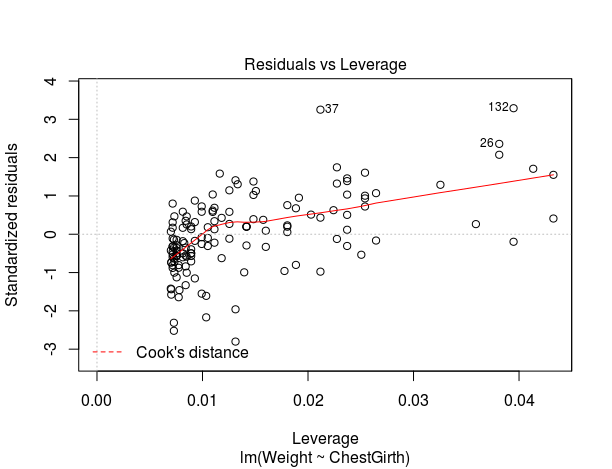 Residuals vs Leverage
Standardized residuals
4
3
2
1
0
-1
-2
-3
37
132
26
Cook's distance
0.00 0.01 0.02 0.03 0.04
Leverage
lm(Weight ~ ChestGirth)